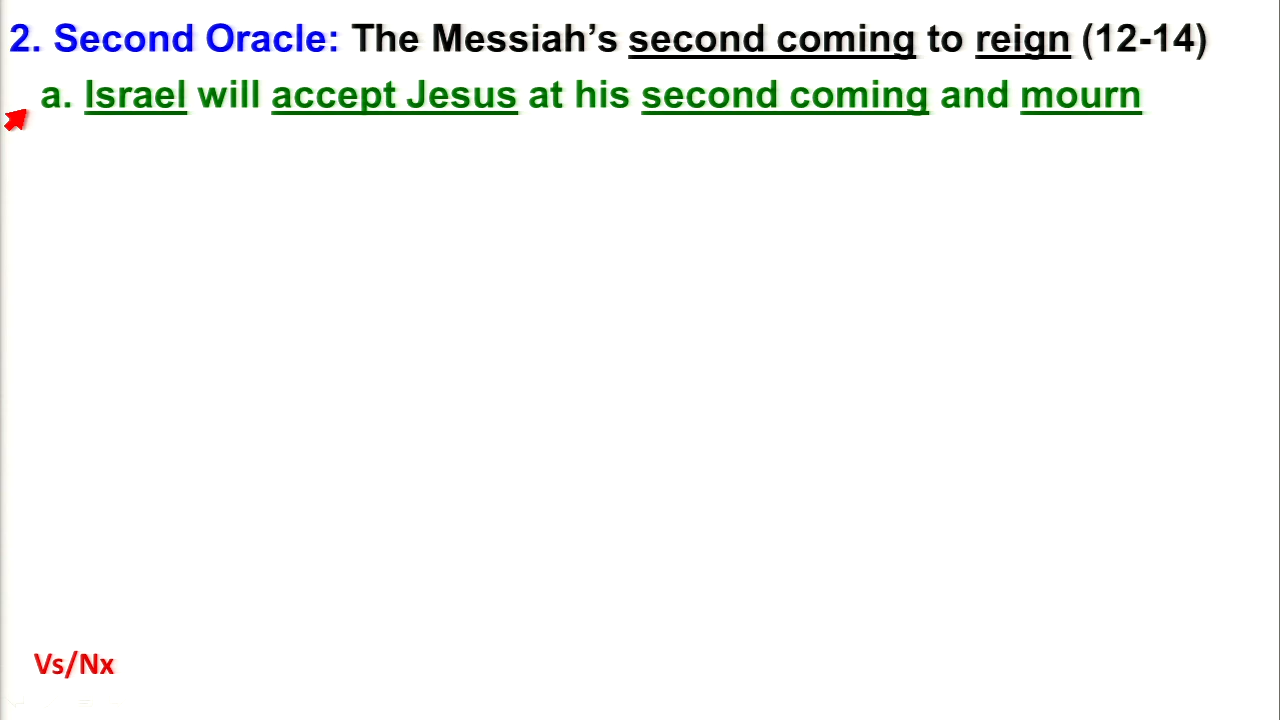 2. Second Oracle: The Messiah’s second coming to reign (12-14)
a. Israel will accept Jesus at his second coming and mourn
Vs/Nx